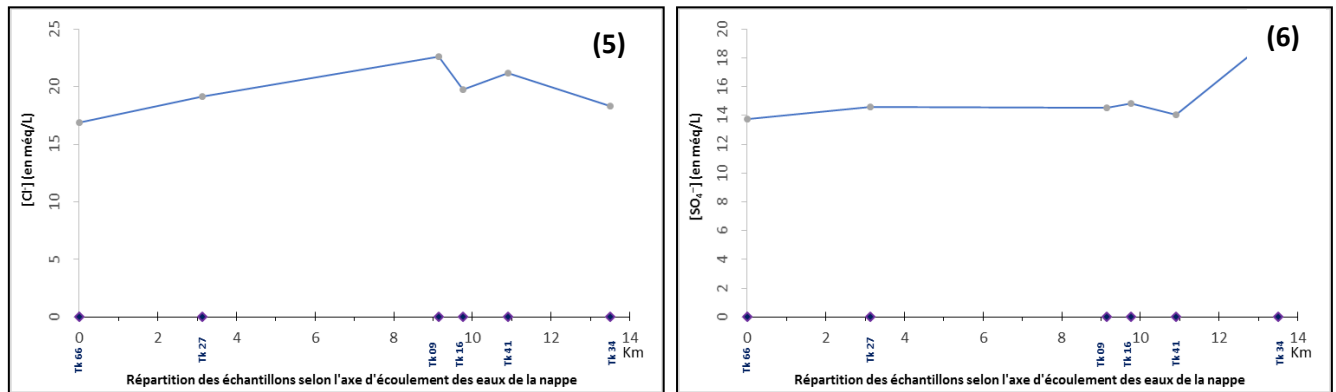 (5)
25
20
15
10
5
0
[Cl⁻] (en méq/L)
0 2 4 6 8 10 12 14
Km
Tk 66
Tk 27
Tk 09
Tk 16
Tk 41
Tk 34
Répartition des échantillons selon l'axe d'écoulement des eaux de la nappe
(6)
20
18
16
14
12
10
8
6
4
2
0
[SO₄⁻] (en méq/L)
0 2 4 6 8 10 12 14
Km
Tk 66
Tk 27
Tk 09
Tk 16
Tk 41
Tk 34
Répartition des échantillons selon l'axe d'écoulement des eaux de la nappe